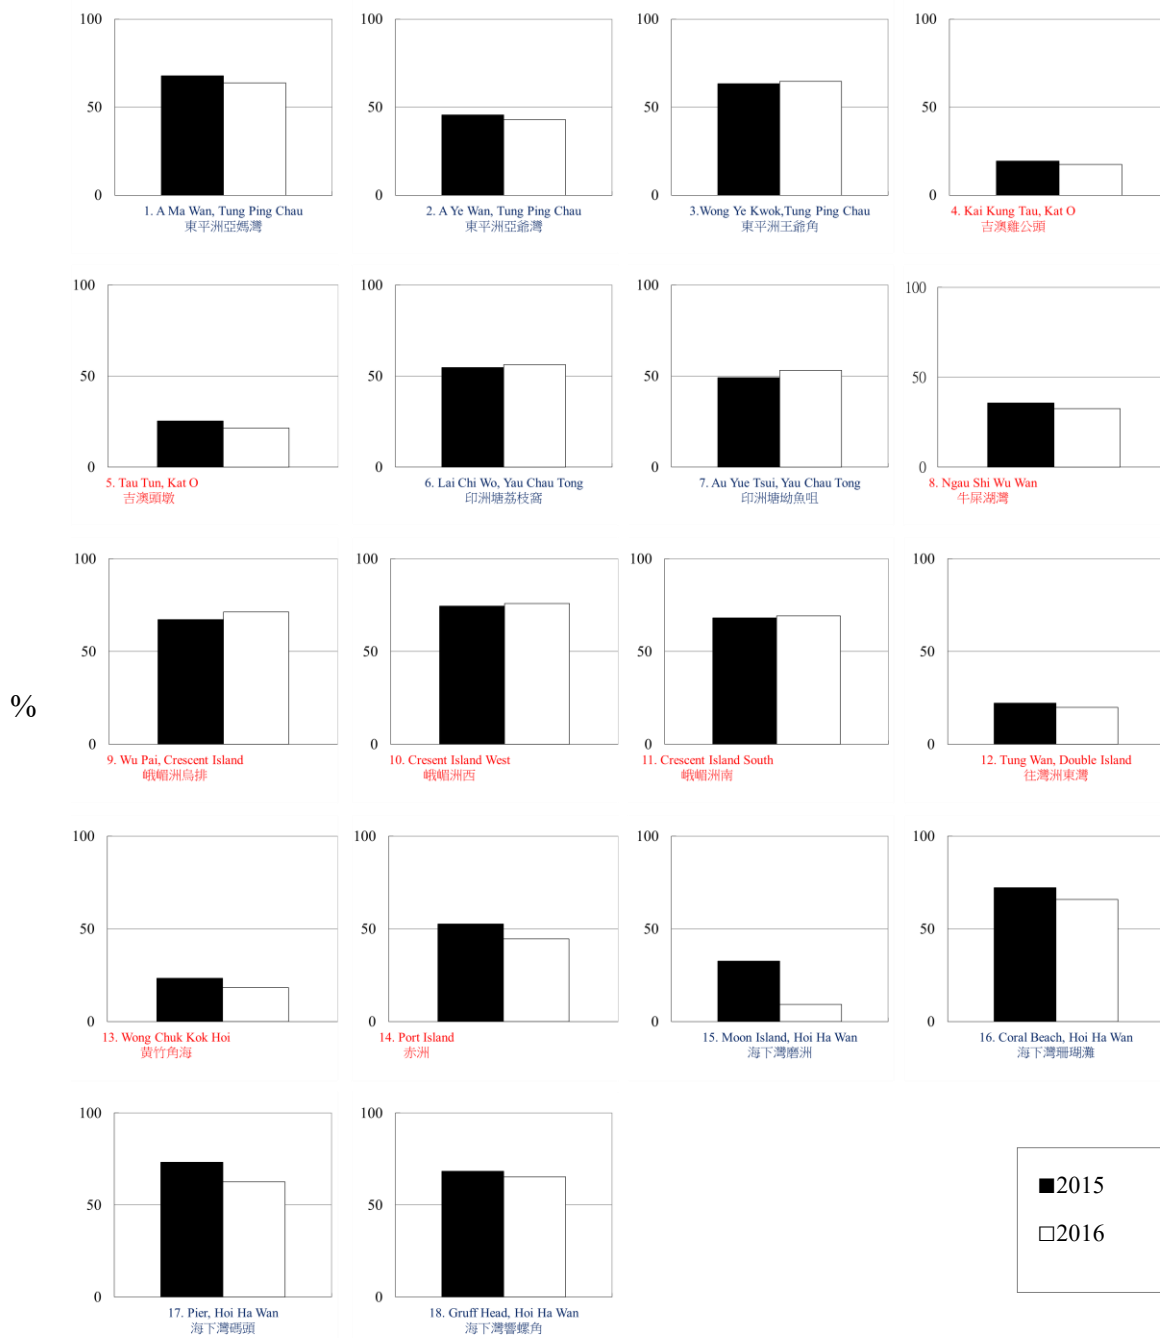 100
50
0
1. A Ma Wan, Tung Ping Chau
東平洲亞媽灣
100
50
0
2. A Ye Wan, Tung Ping Chau
東平洲亞爺灣
100
50
0
3.Wong Ye Kwok,Tung Ping Chau
東平洲王爺角
100
50
0
4. Kai Kung Tau, Kat O
吉澳雞公頭
100
50
0
5. Tau Tun, Kat O
吉澳頭墩
100
50
0
6. Lai Chi Wo, Yau Chau Tong
印洲塘荔枝窩
100
50
0
7. Au Yue Tsui, Yau Chau Tong
印洲塘坳魚咀
100
50
0
8. Ngau Shi Wu Wan
牛屎湖灣
%
100
50
0
9. Wu Pai, Crescent Island
峨嵋洲烏排
100
50
0
10. Cresent Island West
峨嵋洲西
100
50
0
11. Crescent Island South
峨嵋洲南
100
50
0
12. Tung Wan, Double Island
往灣洲東灣
100
50
0
13. Wong Chuk Kok Hoi
黃竹角海
100
50
0
14. Port Island
赤洲
100
50
0
15. Moon Island, Hoi Ha Wan
海下灣磨洲
100
50
0
16. Coral Beach, Hoi Ha Wan
海下灣珊瑚灘
100
50
0
17. Pier, Hoi Ha Wan
海下灣碼頭
100
50
0
18. Gruff Head, Hoi Ha Wan
海下灣響螺角
2015
2016